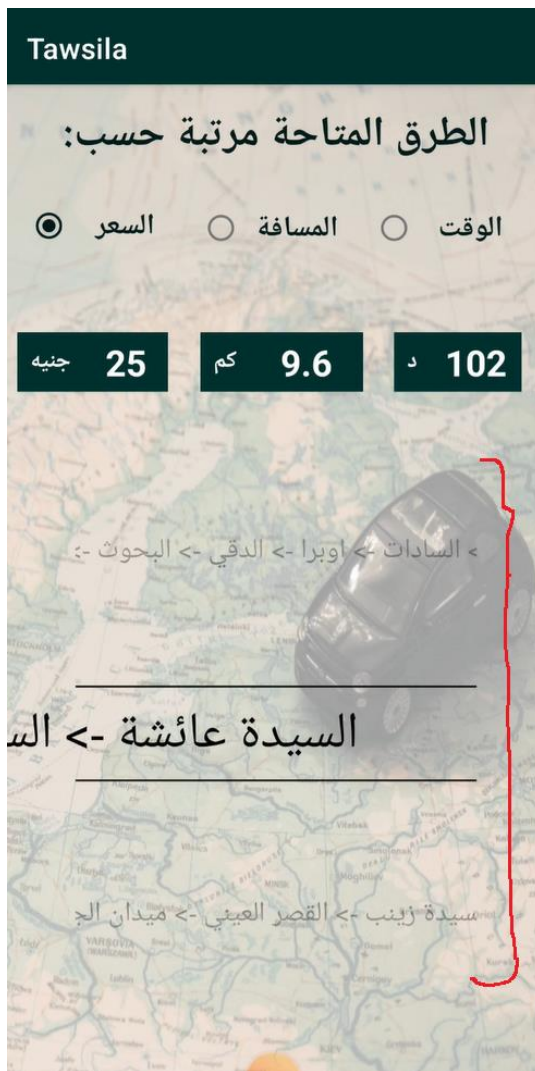 Tawsila
الطرق المتاحة مرتبة حسب:
الوقت المسافة السعر
102 د 9.6 كم 25 جنيه
> السادات -> اوبرا -> الدقي -> البحوث -
السيدة عائشة -> الس
سيدة زينب -> القصر العيني -> ميدان الج